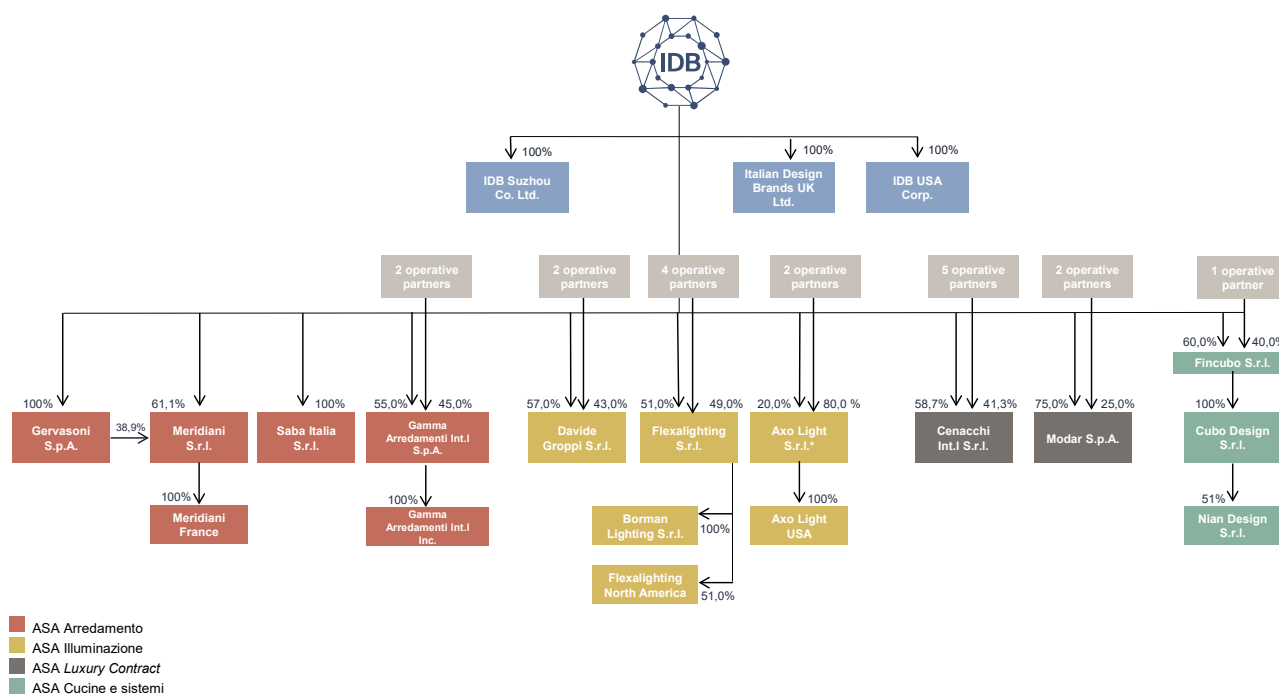 IDB
100%
100%
100%
IDB Suzhou
Co. Ltd.
Italian Design
Brands UK
Ltd.
IDB USA
Corp.
2 operative
partners
2 operative
partners
4 operative
partners
2 operative
partners
5 operative
partners
2 operative
partners
1 operative
partner
60,0%
40,0%
Fincubo S.r.l.
100%
38,9%
61,1%
100%
55,0%
45,0%
57,0%
43,0%
51,0%
49,0%
20,0%
80,0 %
58,7%
41,3%
75,0%
25,0%
100%
Gervasoni
S.p.A.
Meridiani
S.r.l.
Saba Italia
S.r.l.
Gamma
Arredamenti Int.l
S.p.A.
Davide
Groppi S.r.l.
Flexalighting
S.r.l.
Axo Light
S.r.l.*
Cenacchi
Int.l S.r.l.
Modar S.p.A.
Cubo Design
S.r.l.
100%
100%
100%
51%
Meridiani
France
Gamma
Arredamenti Int.l
Inc.
Borman
Lighting S.r.l.
100%
Axo Light
USA
Nian Design
S.r.l.
Flexalighting
North America
51,0%
ASA Arredamento
ASA Illuminazione
ASA Luxury Contract
ASA Cucine e sistemi